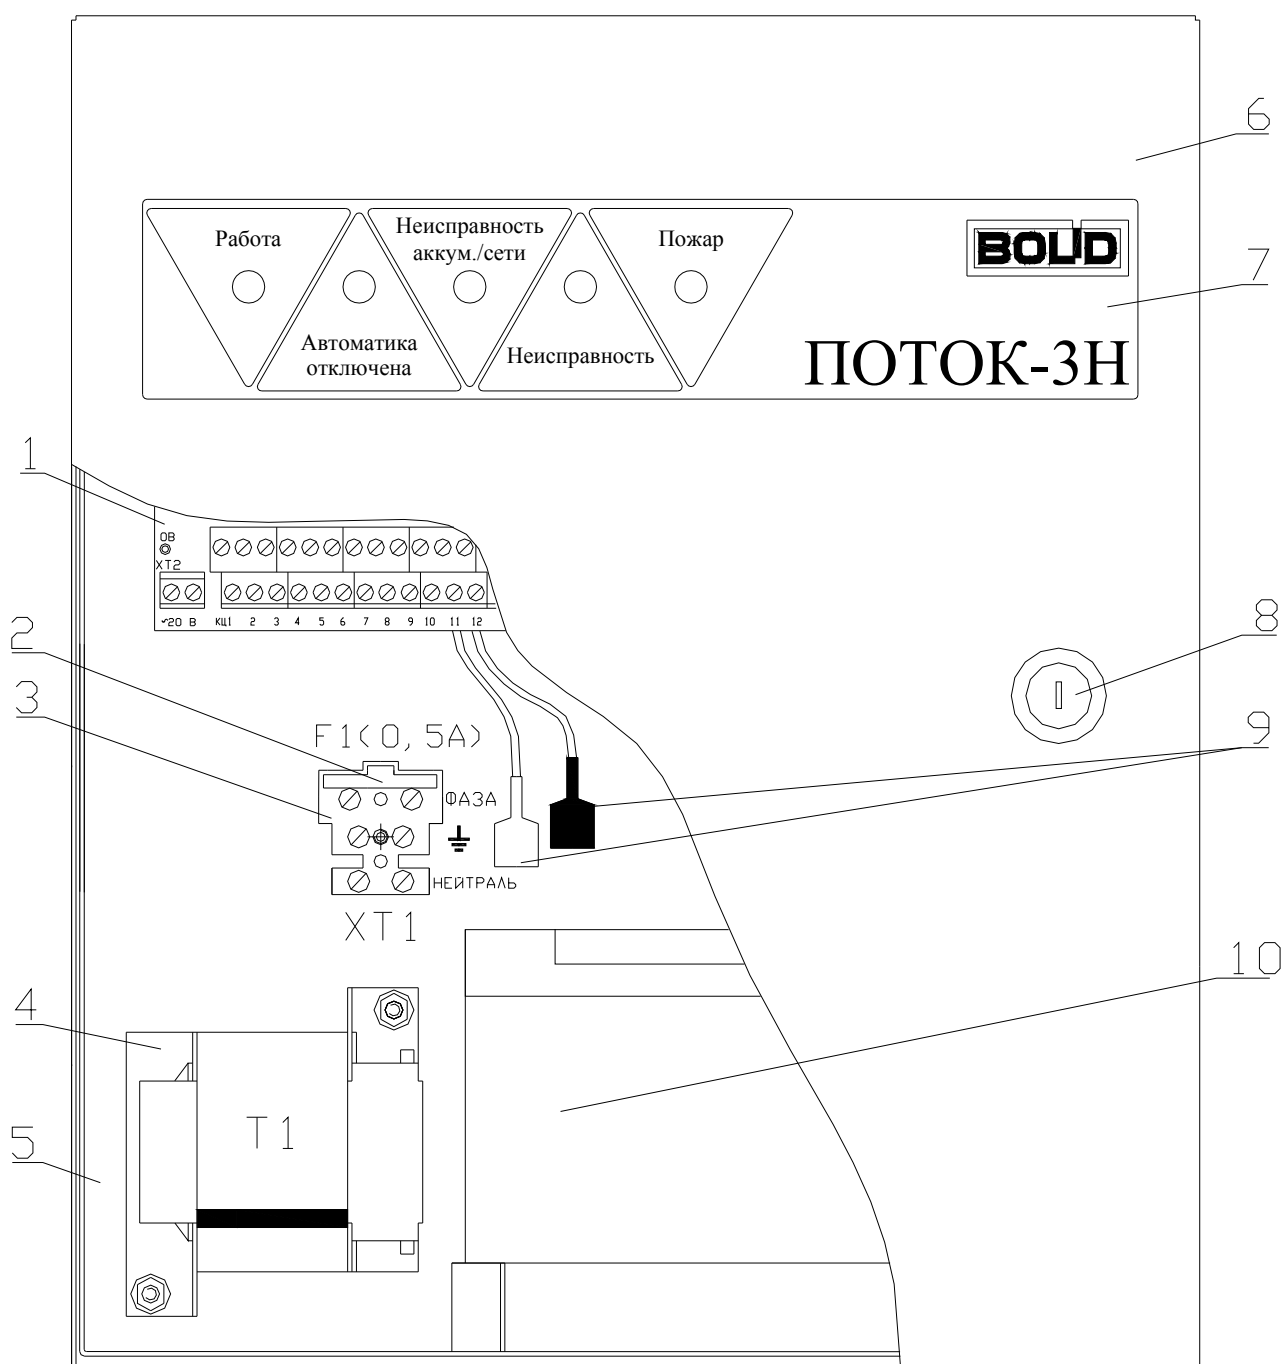 6
Работа
Неисправность
аккум./сети
Пожар
BOLID
7
Автоматика
отключена
Неисправность
ПОТОК-3Н
1
ОВ
XT2
~20 В КЦ1 2 3 4 5 6 7 8 9 10 11 12
2
8
3
F1(0,5А)
9
ФАЗА
НЕЙТРАЛЬ
XT1
10
4
T1
5